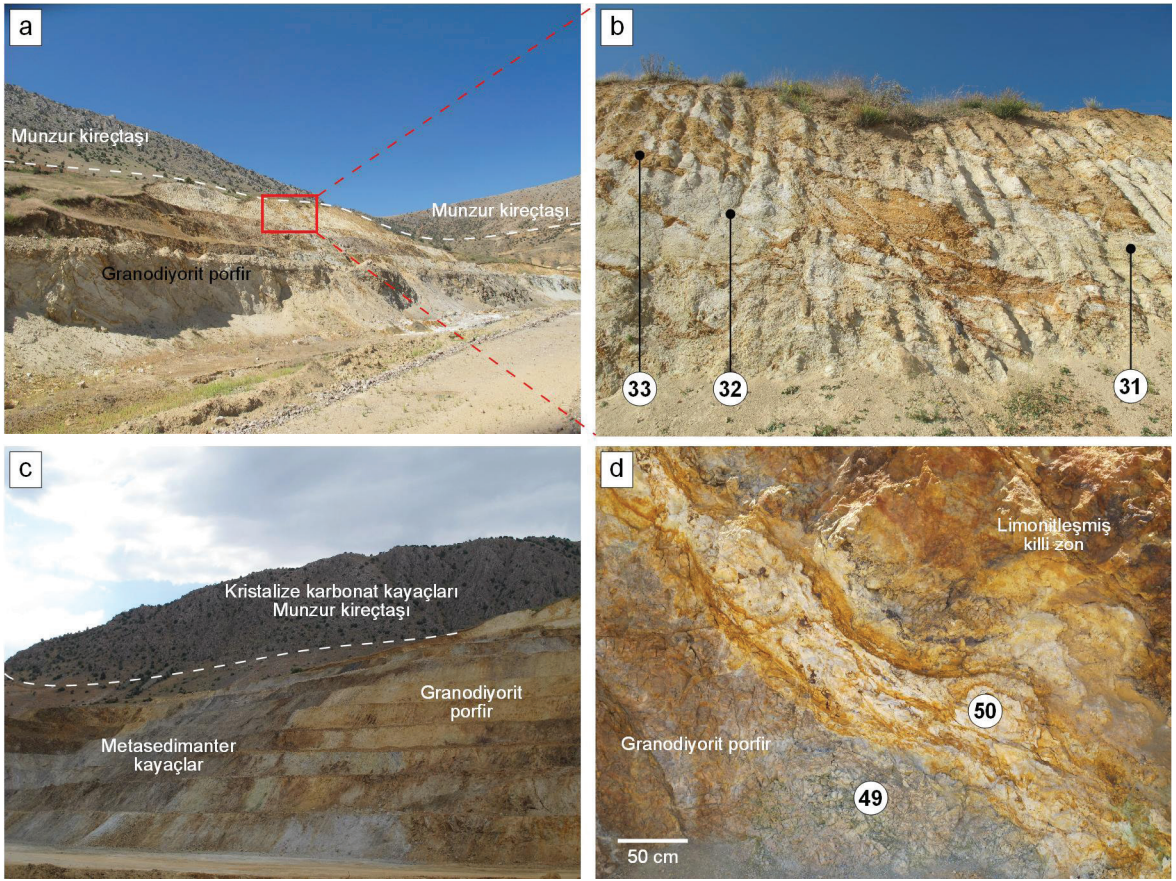 a
Munzur kireçtaşı
Munzur kireçtaşı
Granodiyorit porfir
b
33
32
31
c
Kristalize karbonat kayaçları
Munzur kireçtaşı
Granodiyorit
porfir
Metasedimanter
kayaçlar
d
Limonitleşmiş
killi zon
50
Granodiyorit porfir
49
50 cm